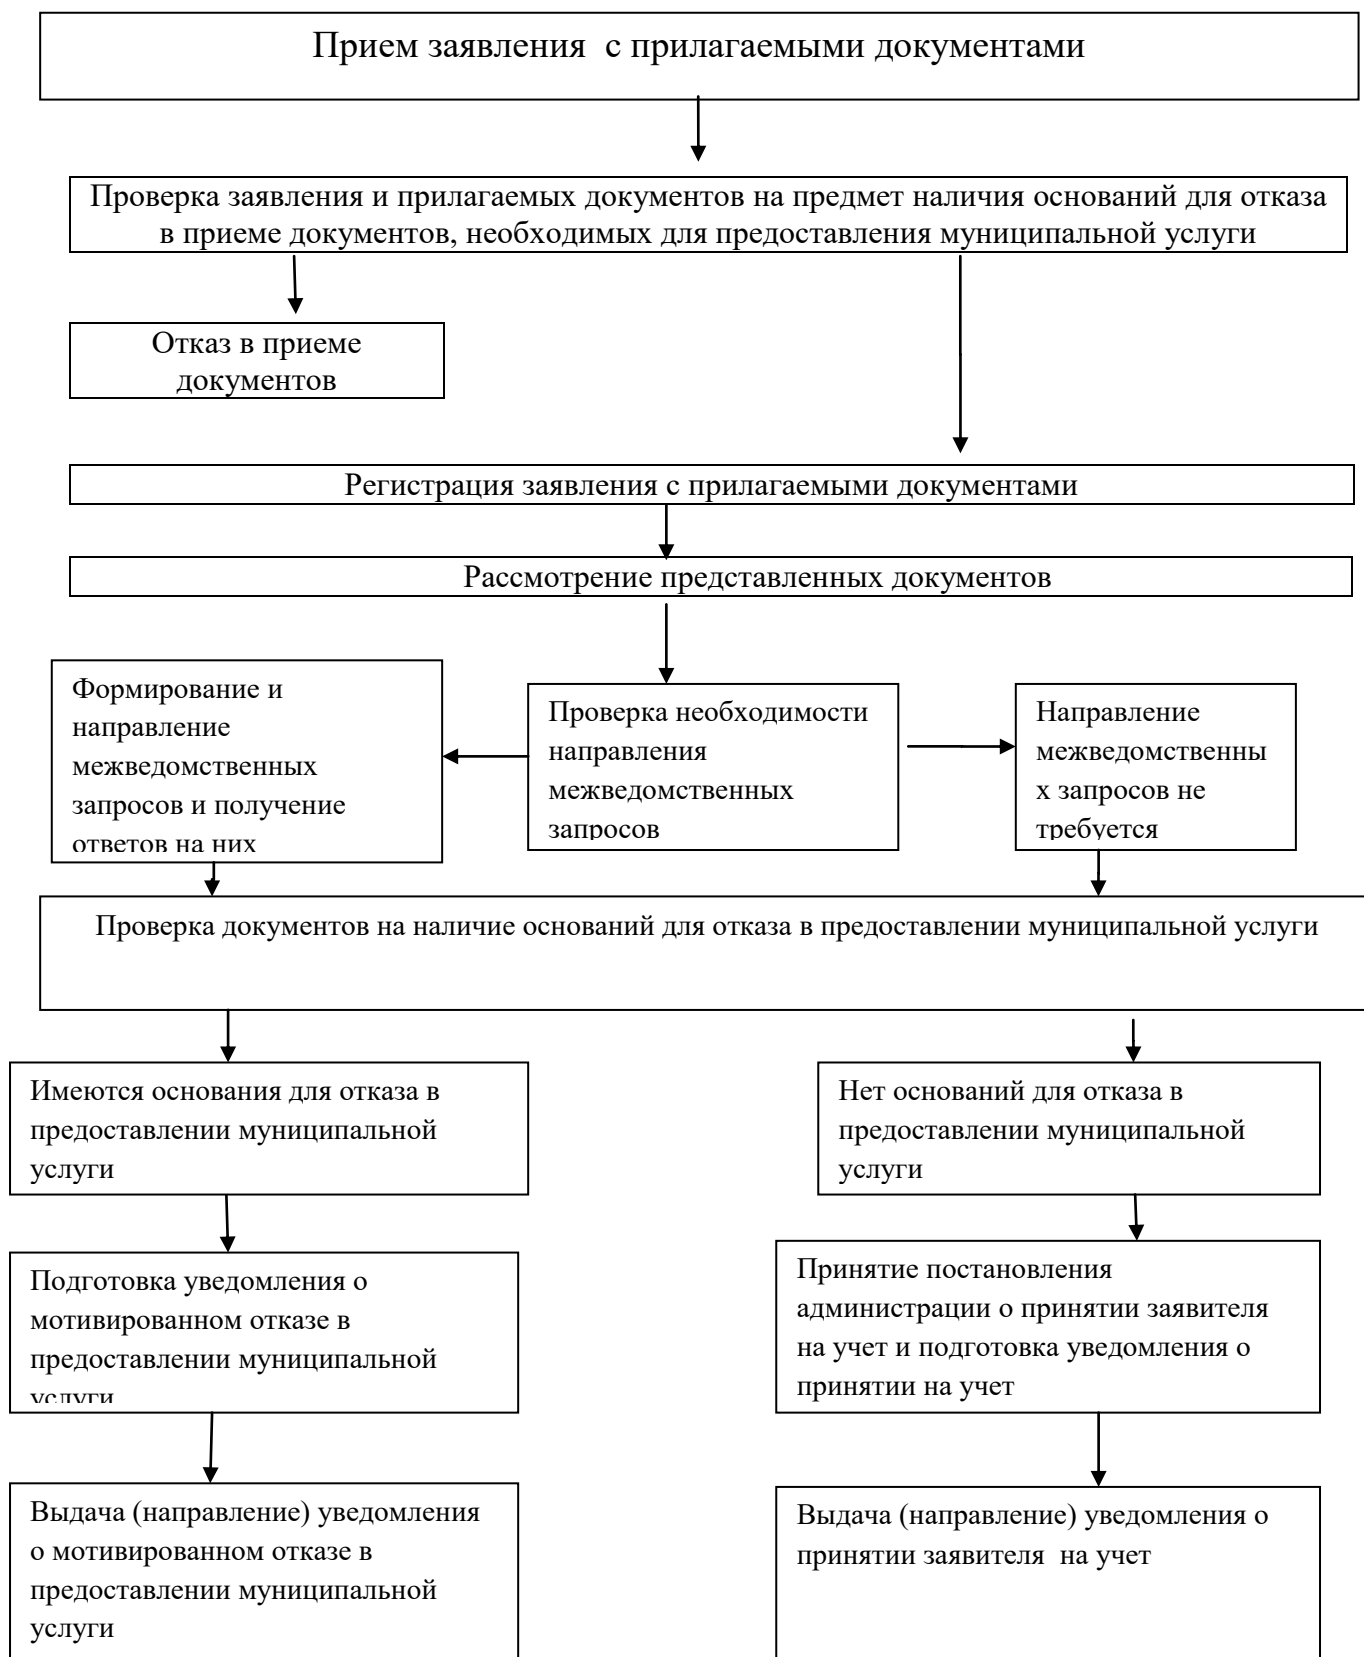 Прием заявления  с прилагаемыми документами
Проверка заявления и прилагаемых документов на предмет наличия оснований для отказа
в приеме документов, необходимых для предоставления муниципальной услуги
Отказ в приеме
документов
Регистрация заявления с прилагаемыми документами
Рассмотрение представленных документов
Формирование и
направление
межведомственных
запросов и получение
ответов на них
Проверка необходимости
направления
межведомственных
запросов
Направление
межведомственны
х запросов не
требуется
Проверка документов на наличие оснований для отказа в предоставлении муниципальной услуги
Имеются основания для отказа в
предоставлении муниципальной
услуги
Нет оснований для отказа в
предоставлении муниципальной
услуги
Подготовка уведомления о
мотивированном отказе в
предоставлении муниципальной
услуги
Принятие постановления
администрации о принятии заявителя
на учет и подготовка уведомления о
принятии на учет
Выдача (направление) уведомления
о мотивированном отказе в
предоставлении муниципальной
услуги
Выдача (направление) уведомления о
принятии заявителя  на учет